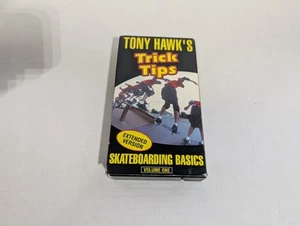 TONY HAWK'S
Trick
Tips
EXTENDED
VERSION
SKATEBOARDING BASICS
VOLUME ONE